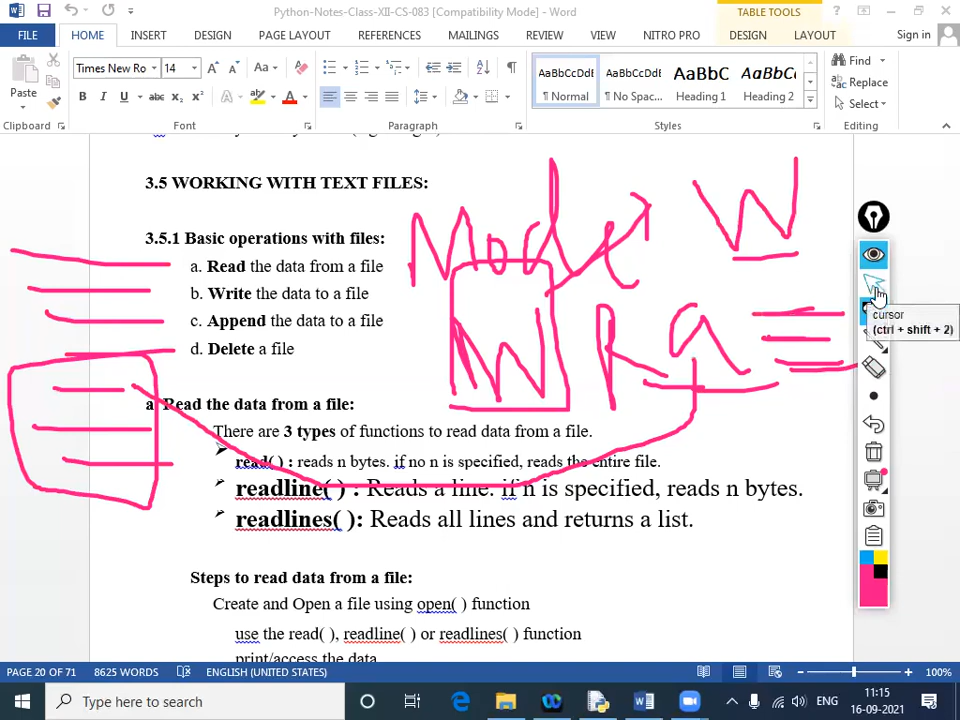 Python-Notes-Class-XII-CS-083 [Compatibility Mode] - Word
TABLE TOOLS
FILE HOME INSERT DESIGN PAGE LAYOUT REFERENCES MAILINGS REVIEW VIEW NITRO PRO DESIGN LAYOUT Sign in
Paste
Times New Ro 14
AaBbCcDdE AaBbCcDdE AaBbC AaBbCcD
¶ Normal ¶ No Spac... Heading 1 Heading 2
Find
Replace
Select
Clipboard Font Paragraph Styles Editing
3.5 WORKING WITH TEXT FILES:
Mode W
3.5.1 Basic operations with files:
a. Read the data from a file
b. Write the data to a file
c. Append the data to a file
d. Delete a file
W R a
cursor
(ctrl + shift + 2)
a. Read the data from a file:
There are 3 types of functions to read data from a file.
read( ) : reads n bytes. if no n is specified, reads the entire file.
readline( ) : Reads a line. if n is specified, reads n bytes.
readlines( ): Reads all lines and returns a list.
Steps to read data from a file:
Create and Open a file using open( ) function
use the read( ), readline( ) or readlines( ) function
print/access the data
PAGE 20 OF 71 8625 WORDS ENGLISH (UNITED STATES) 100%
Type here to search
ENG
11:15
16-09-2021